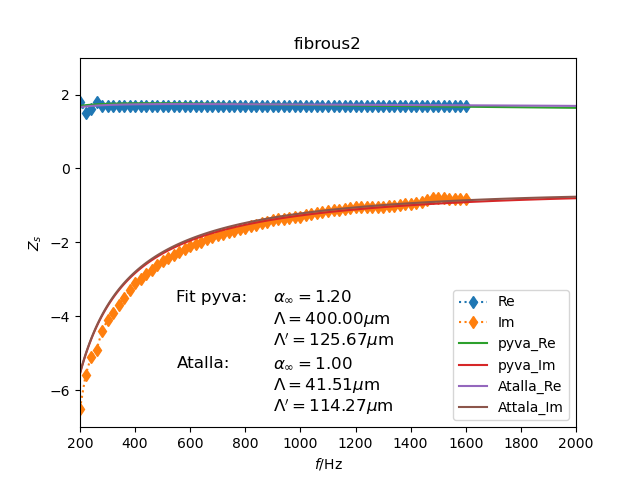 fibrous2
2
0
−2
−4
−6
Z_s
Fit pyva: α∞ = 1.20
Λ = 400.00μm
Λ′ = 125.67μm
Atalla: α∞ = 1.00
Λ = 41.51μm
Λ′ = 114.27μm
Re
Im
pyva_Re
pyva_Im
Atalla_Re
Attala_Im
200 400 600 800 1000 1200 1400 1600 1800 2000
f/Hz